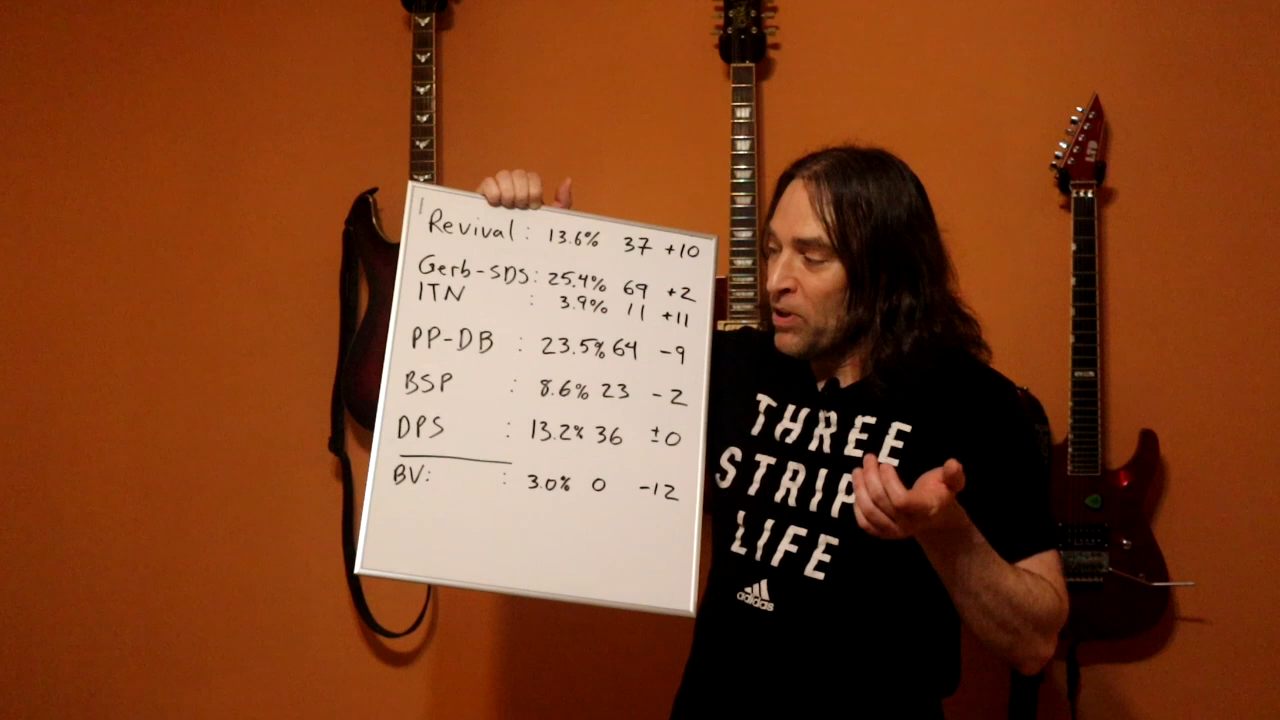 Revival: 13.6% 37 +10
Gerb-SDS: 25.4% 69 +2
ITN : 3.9% 11 +11
PP-DB : 23.5% 64 -9
BSP : 8.6% 23 -2
DPS : 13.2% 36 ±0
BV: : 3.0% 0 -12
THREE
STRIP
LIFE
adidas
LTD